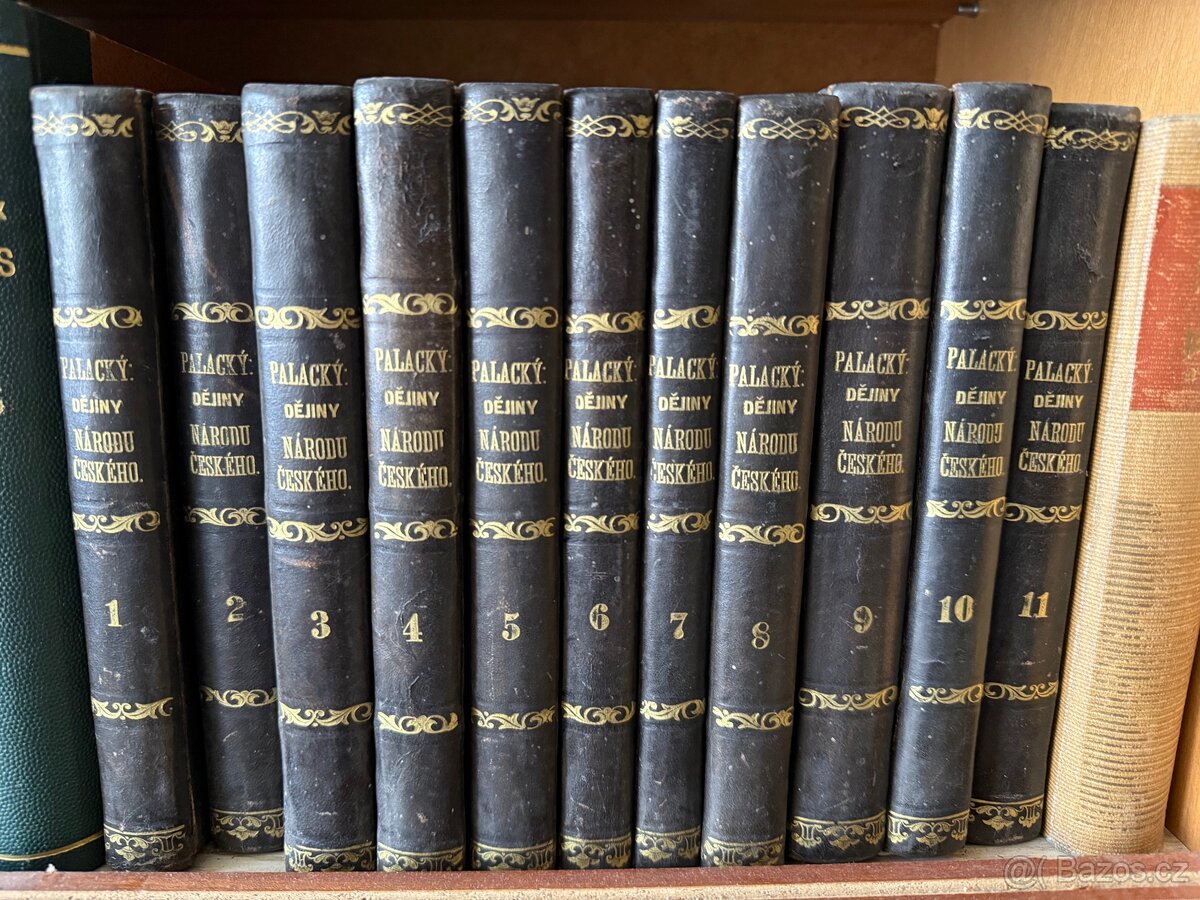 S
PALACKÝ:
DĚJINY
NÁRODU
ČESKÉHO.
1
PALACKÝ:
DĚJINY
NÁRODU
ČESKÉHO.
2
PALACKÝ:
DĚJINY
NÁRODU
ČESKÉHO.
3
PALACKÝ:
DĚJINY
NÁRODU
ČESKÉHO.
4
PALACKÝ:
DĚJINY
NÁRODU
ČESKÉHO.
5
PALACKÝ:
DĚJINY
NÁRODU
ČESKÉHO.
6
PALACKÝ:
DĚJINY
NÁRODU
ČESKÉHO.
7
PALACKÝ:
DĚJINY
NÁRODU
ČESKÉHO.
8
PALACKÝ:
DĚJINY
NÁRODU
ČESKÉHO.
9
PALACKÝ:
DĚJINY
NÁRODU
ČESKÉHO.
10
PALACKÝ:
DĚJINY
NÁRODU
ČESKÉHO.
11
Bazos.cz